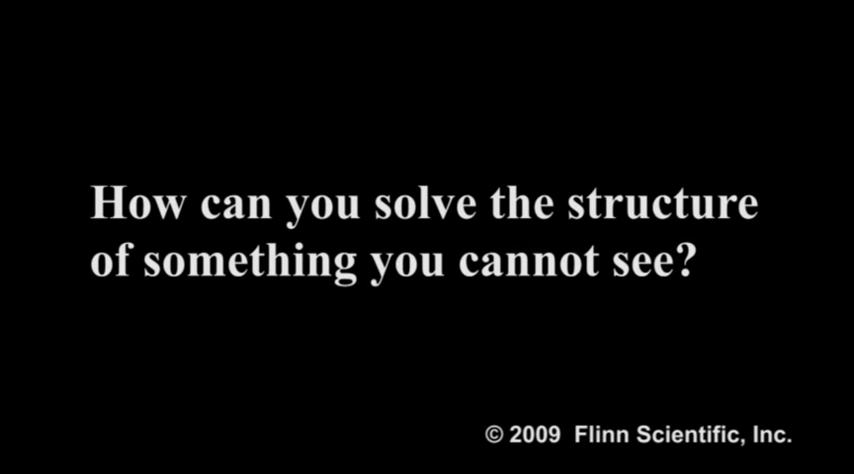 How can you solve the structure
of something you cannot see?
© 2009 Flinn Scientific, Inc.